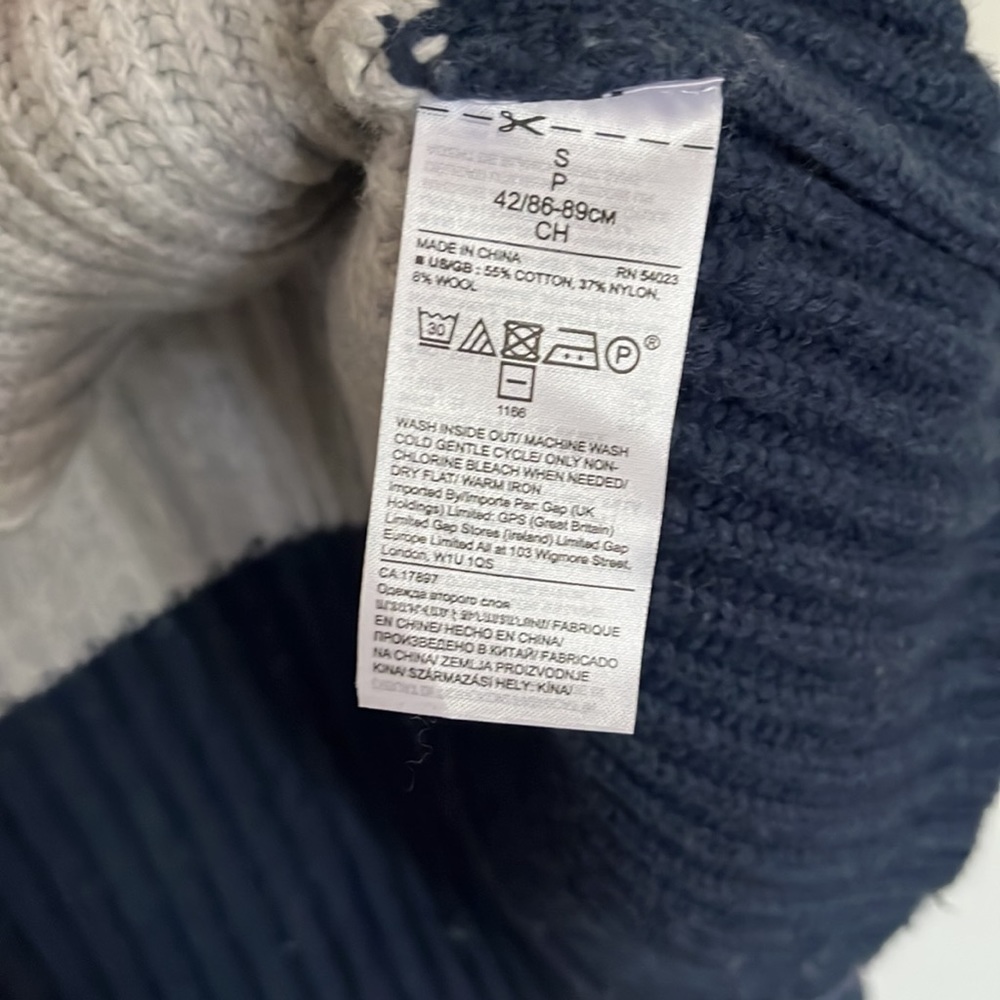 S
P
42/86-89CM
CH
MADE IN CHINA RN 54023
■ US/GB : 55% COTTON, 37% NYLON,
8% WOOL
30
P ®
1166
WASH INSIDE OUT/ MACHINE WASH
COLD GENTLE CYCLE/ ONLY NON-
CHLORINE BLEACH WHEN NEEDED/
DRY FLAT/ WARM IRON
Imported By/Importe Par: Gap (UK
Holdings) Limited: GPS (Great Britain)
Limited Gap Stores (Ireland) Limited Gap
Europe Limited All at 103 Wigmore Street,
London, W1U 1QS
CA 17897
Одежда второго слоя
FABRIQUE
EN CHINE/ HECHO EN CHINA/
ПРОИЗВЕДЕНО В КИТАЙ/ FABRICADO
NA CHINA/ ZEMLJA PROIZVODNJE
KINA/ SZÁRMAZÁSI HELY: KÍNA/